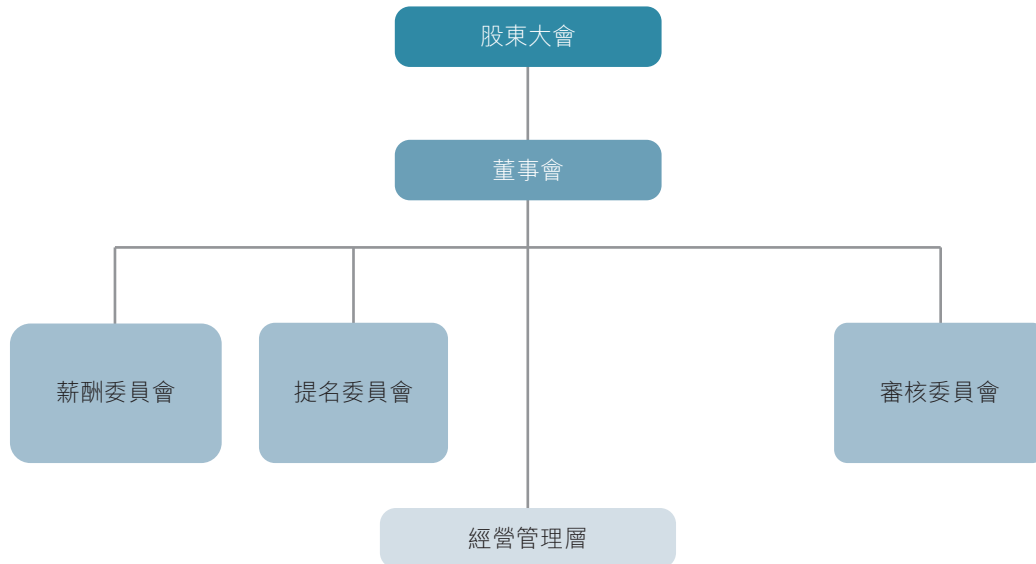 股東大會
董事會
薪酬委員會
提名委員會
審核委員會
經營管理層